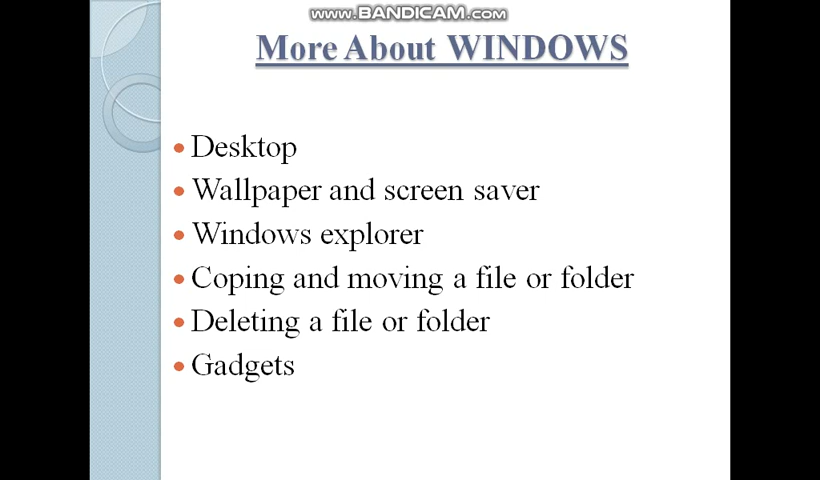 www.BANDICAM.com
More About WINDOWS
Desktop
Wallpaper and screen saver
Windows explorer
Coping and moving a file or folder
Deleting a file or folder
Gadgets